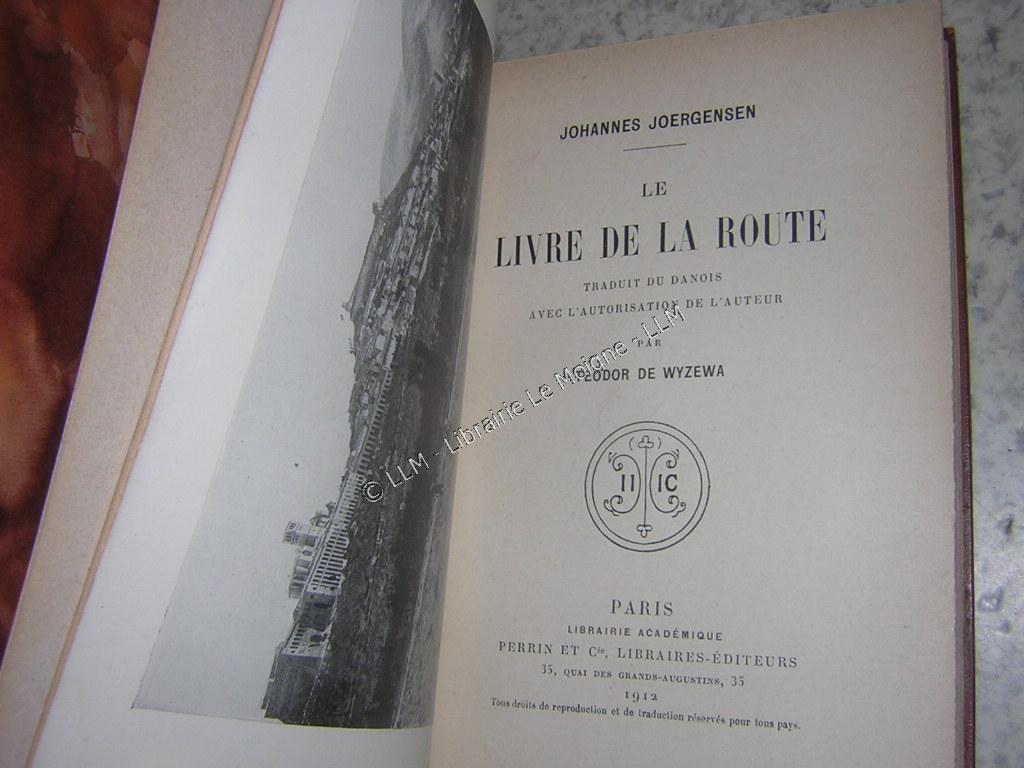 JOHANNES JOERGENSEN
LE
LIVRE DE LA ROUTE
TRADUIT DU DANOIS
AVEC L'AUTORISATION DE L'AUTEUR
PAR
EODOR DE WYZEWA
© LLM - Librairie Le Moigne - LLM
PARIS
LIBRAIRIE ACADÉMIQUE
PERRIN ET Cie, LIBRAIRES-ÉDITEURS
35, QUAI DES GRANDS-AUGUSTINS, 35
1912
Tous droits de reproduction et de traduction réservés pour tous pays.